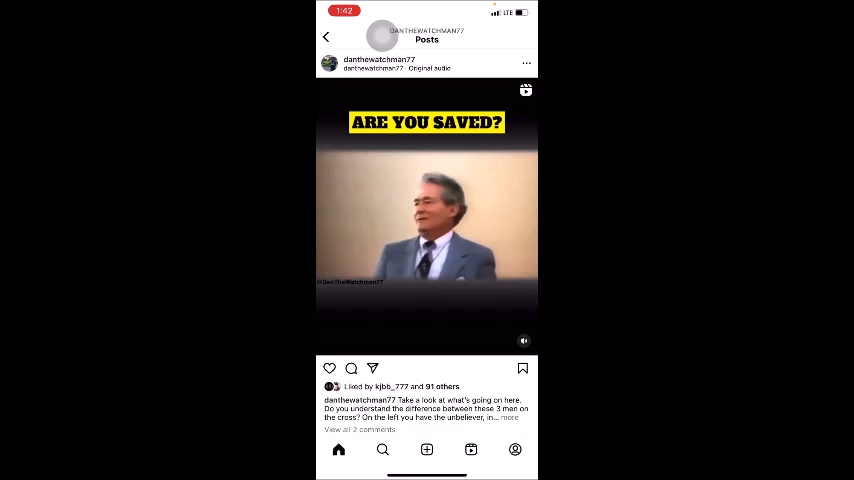 1:42
LTE
DANTHEWATCHMAN77
Posts
danthewatchman77
danthewatchman77 · Original audio
ARE YOU SAVED?
@DanTheWatchman77
Liked by kjbb_777 and 91 others
danthewatchman77 Take a look at what's going on here.
Do you understand the difference between these 3 men on
the cross? On the left you have the unbeliever, in... more
View all 2 comments